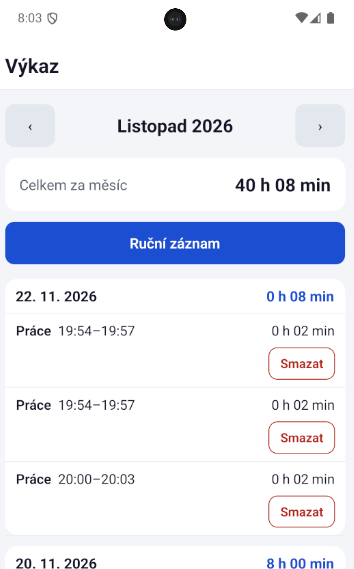 8:03
Výkaz
‹ Listopad 2026 ›
Celkem za měsíc 40 h 08 min
Ruční záznam
22. 11. 2026 0 h 08 min
Práce 19:54–19:57 0 h 02 min
Smazat
Práce 19:54–19:57 0 h 02 min
Smazat
Práce 20:00–20:03 0 h 02 min
Smazat
20. 11. 2026 8 h 00 min